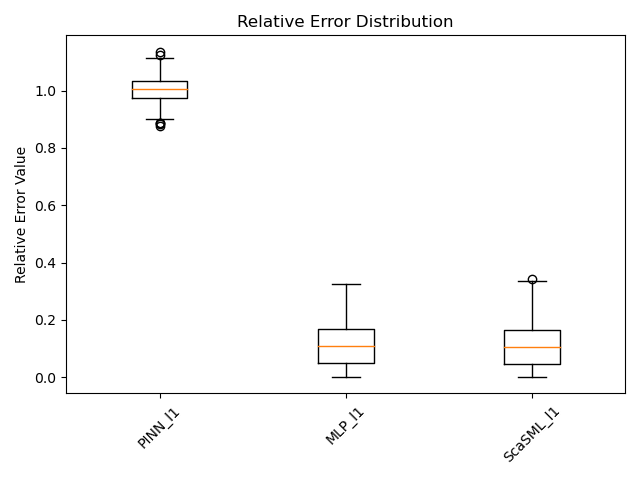 Relative Error Distribution
Relative Error Value
1.0
0.8
0.6
0.4
0.2
0.0
PINN_l1
MLP_l1
ScaSML_l1